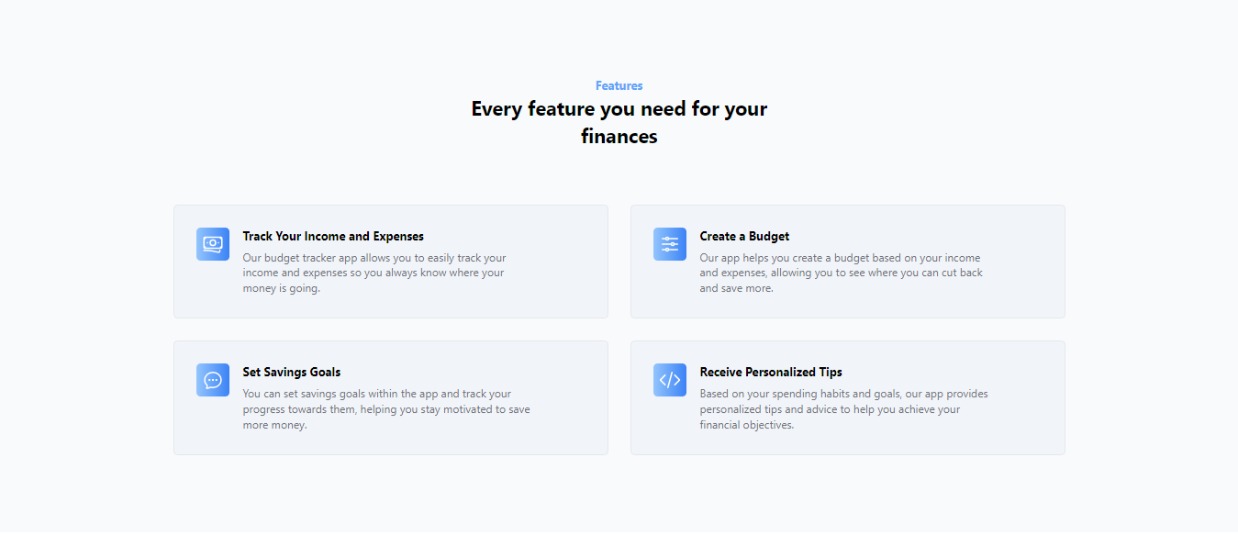 Features
Every feature you need for your
finances
Track Your Income and Expenses
Our budget tracker app allows you to easily track your
income and expenses so you always know where your
money is going.
Create a Budget
Our app helps you create a budget based on your income
and expenses, allowing you to see where you can cut back
and save more.
Set Savings Goals
You can set savings goals within the app and track your
progress towards them, helping you stay motivated to save
more money.
Receive Personalized Tips
Based on your spending habits and goals, our app provides
personalized tips and advice to help you achieve your
financial objectives.